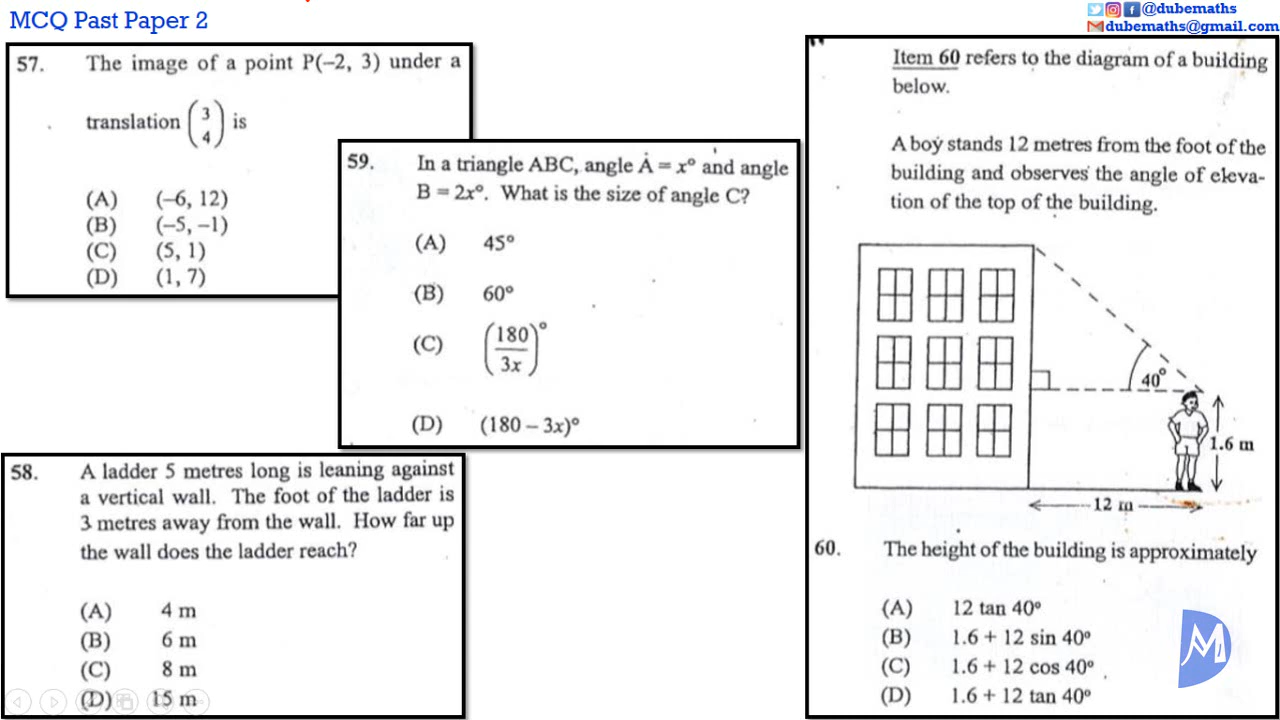 MCQ Past Paper 2
@dubemaths
dubemaths@gmail.com
57. The image of a point P(–2, 3) under a
translation (3 4) is
(A) (–6, 12)
(B) (–5, –1)
(C) (5, 1)
(D) (1, 7)
58. A ladder 5 metres long is leaning against
a vertical wall. The foot of the ladder is
3 metres away from the wall. How far up
the wall does the ladder reach?
(A) 4 m
(B) 6 m
(C) 8 m
(D) 15 m
59. In a triangle ABC, angle A = x° and angle
B = 2x°. What is the size of angle C?
(A) 45°
(B) 60°
(C) (180/3x)°
(D) (180 – 3x)°
Item 60 refers to the diagram of a building
below.
A boy stands 12 metres from the foot of the
building and observes the angle of eleva-
tion of the top of the building.
40°
1.6 m
12 m
60. The height of the building is approximately
(A) 12 tan 40°
(B) 1.6 + 12 sin 40°
(C) 1.6 + 12 cos 40°
(D) 1.6 + 12 tan 40°
M